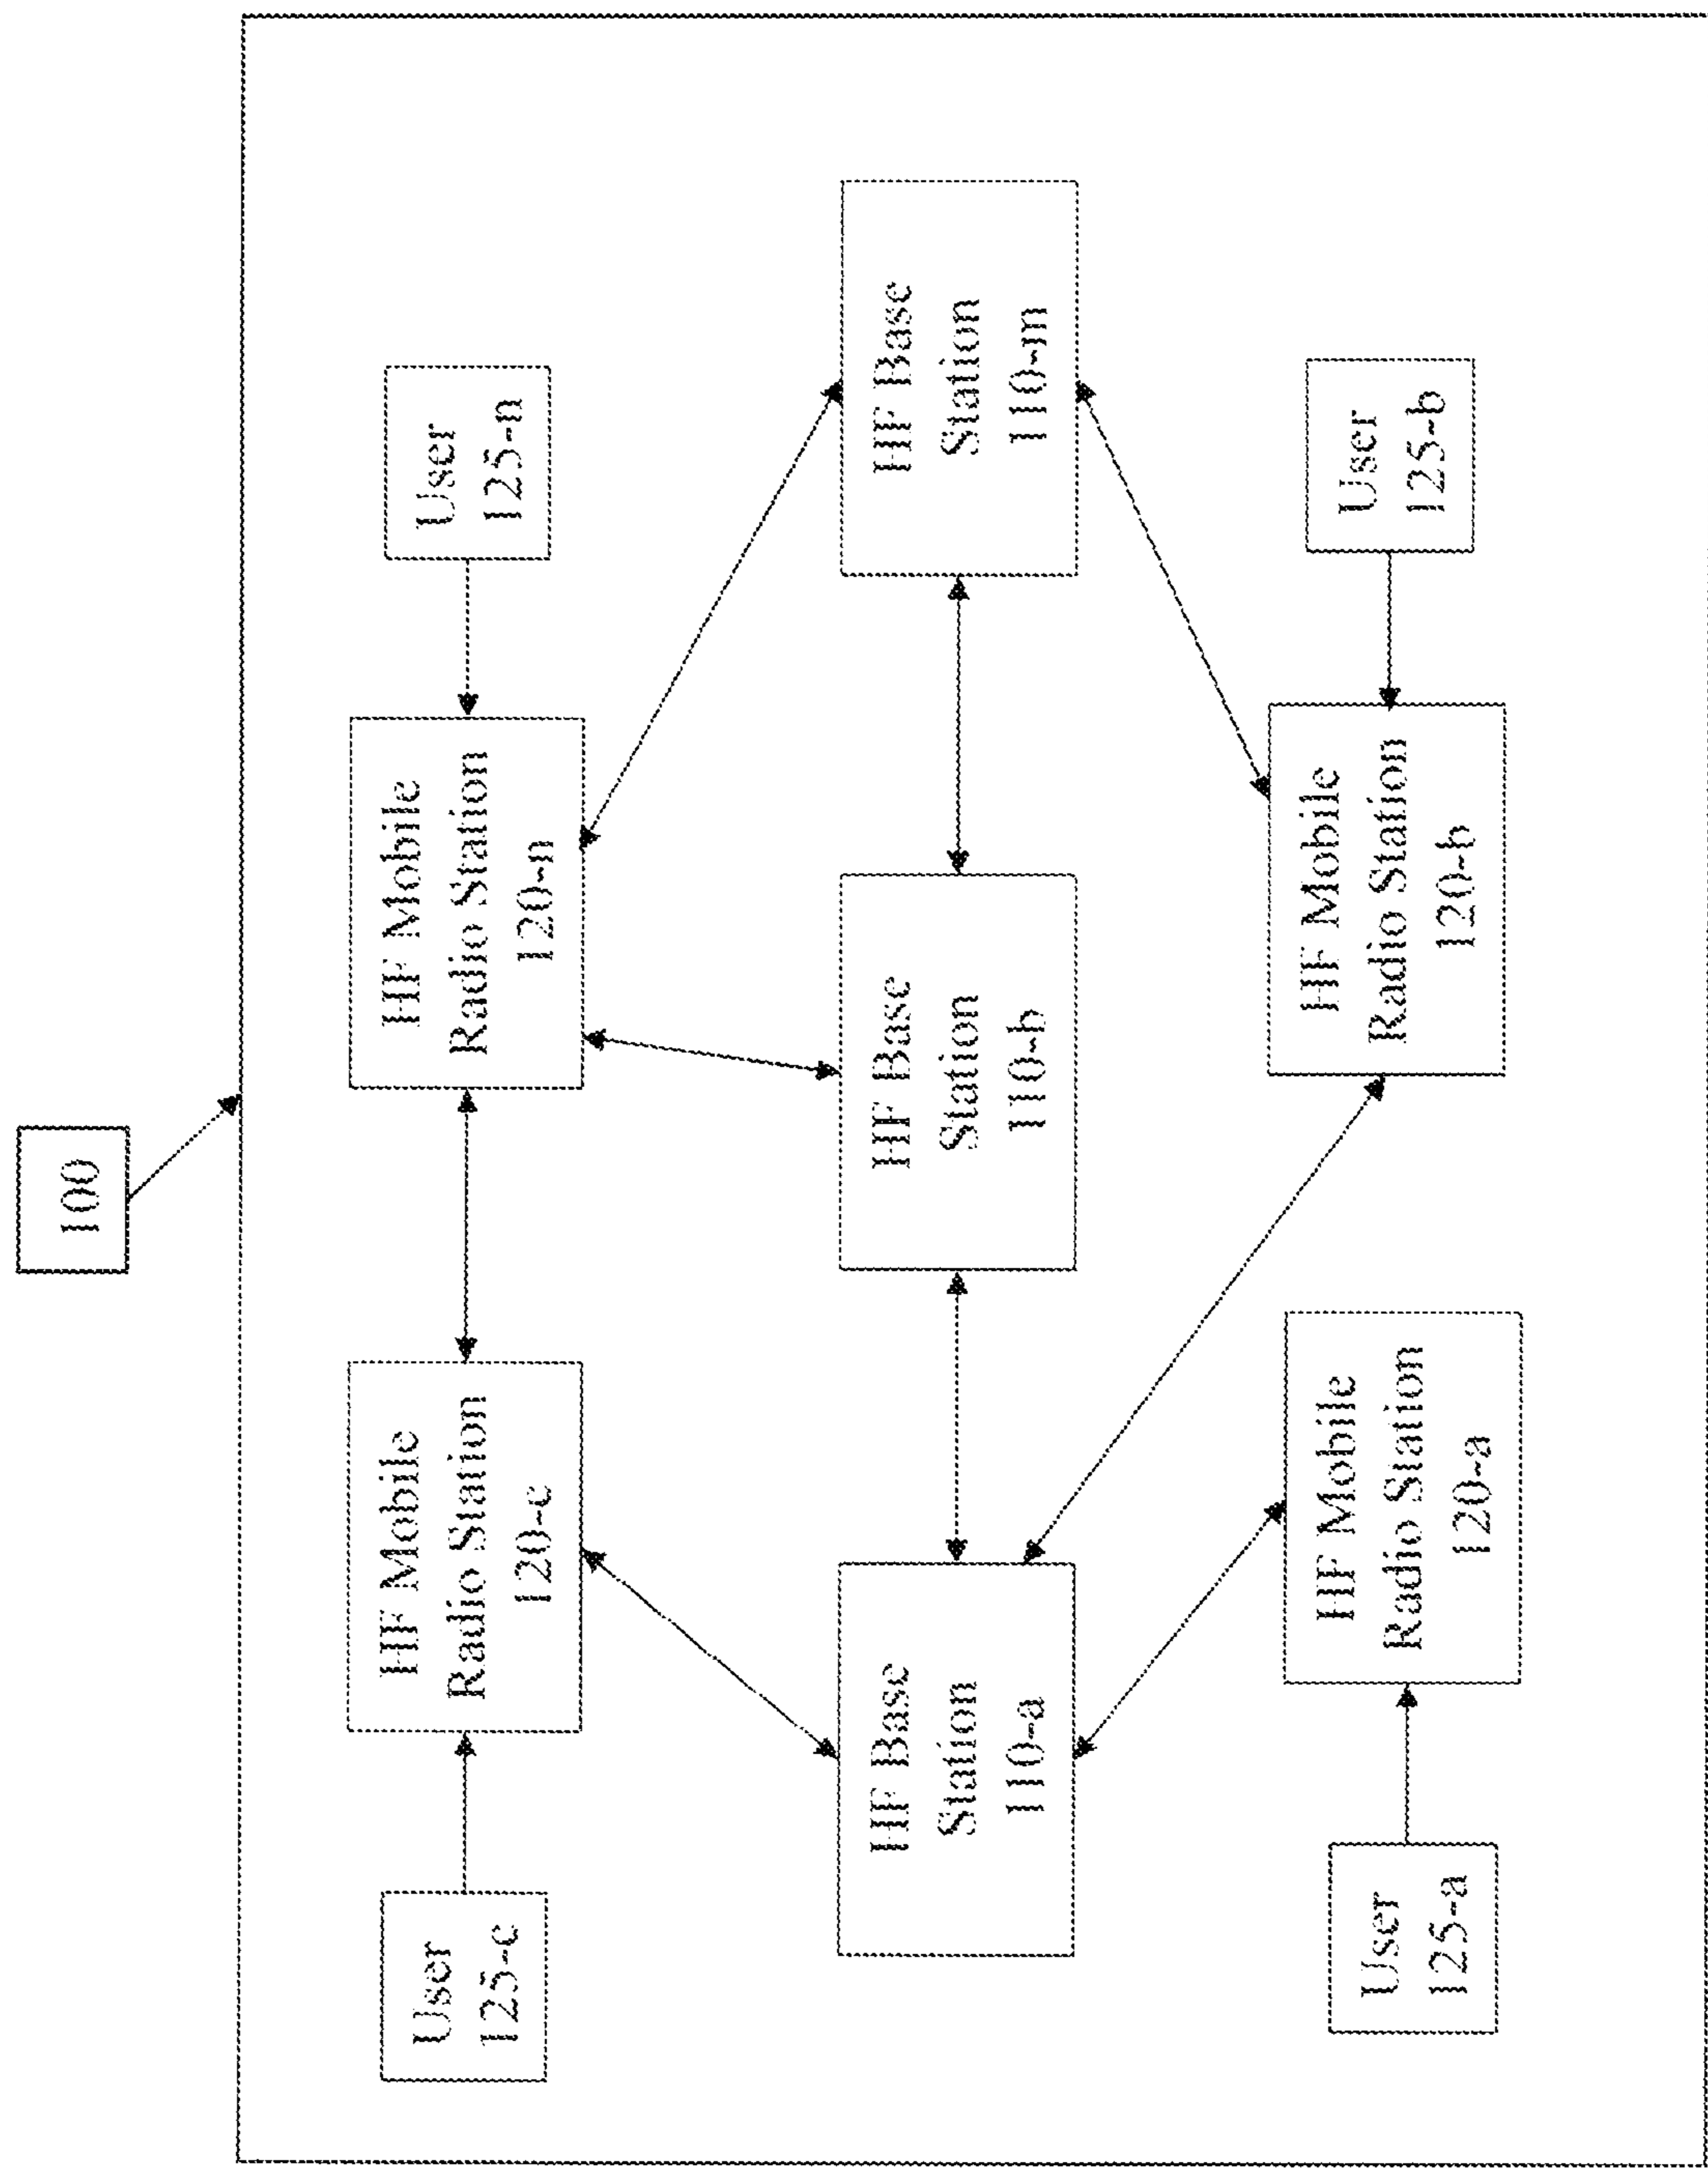 100
User
125-c
HF Mobile
Radio Station
120-c
HF Mobile
Radio Station
120-n
User
125-n
HF Base
Station
110-a
HF Base
Station
110-b
HF Base
Station
110-m
User
125-a
HF Mobile
Radio Station
120-a
HF Mobile
Radio Station
120-b
User
125-b